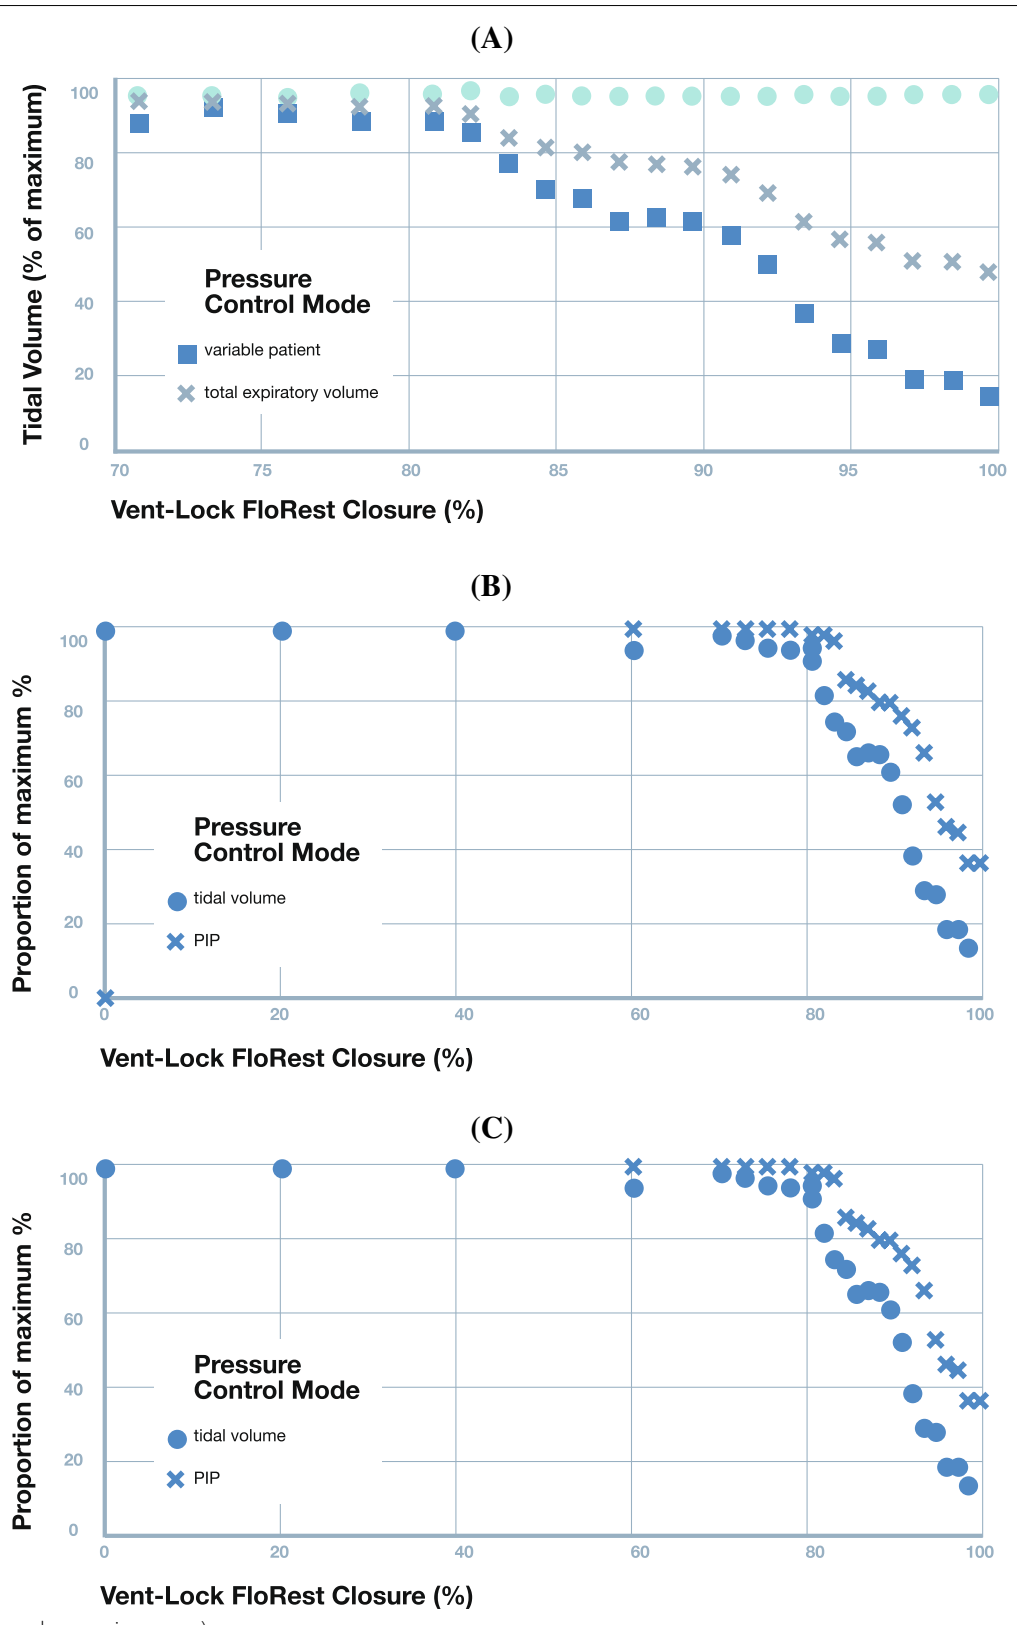 (A)
Tidal Volume (% of maximum)
100
80
60
40
20
0
Pressure
Control Mode
variable patient
total expiratory volume
70 75 80 85 90 95 100
Vent-Lock FloRest Closure (%)
(B)
Proportion of maximum %
100
80
60
40
20
0
Pressure
Control Mode
tidal volume
PIP
0 20 40 60 80 100
Vent-Lock FloRest Closure (%)
(C)
Proportion of maximum %
100
80
60
40
20
0
Pressure
Control Mode
tidal volume
PIP
0 20 40 60 80 100
Vent-Lock FloRest Closure (%)